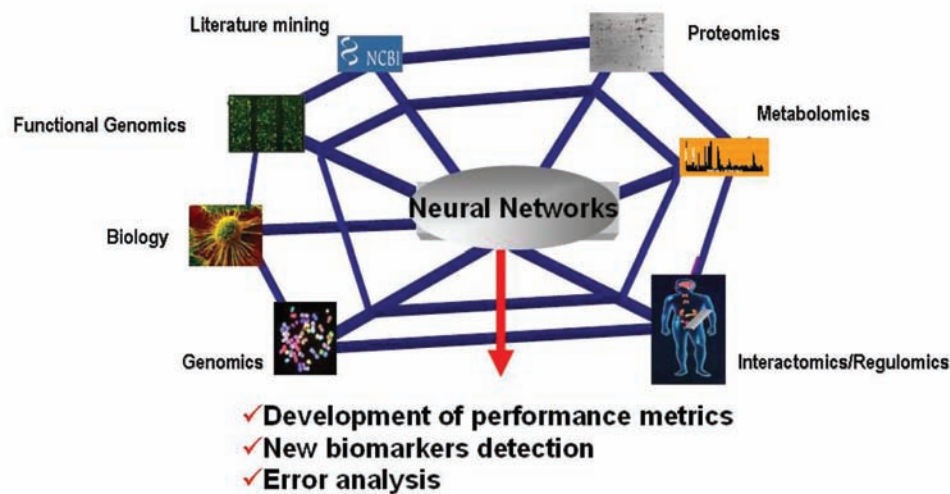 Literature mining
NCBI
Proteomics
Functional Genomics
Metabolomics
Neural Networks
Biology
Genomics
Interactomics/Regulomics
✓Development of performance metrics
✓New biomarkers detection
✓Error analysis